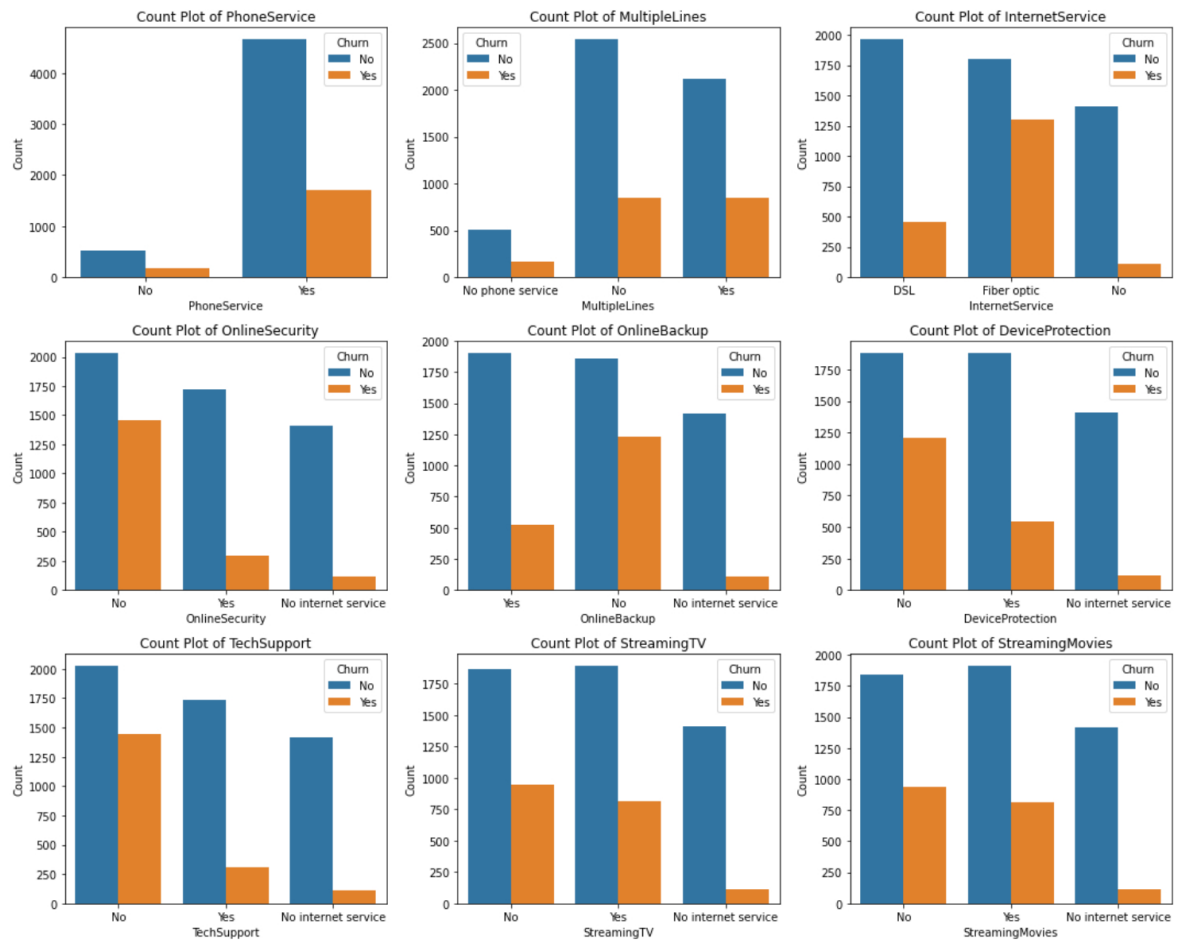 Count Plot of PhoneService
Churn
No
Yes
4000
3000
2000
1000
0
Count
No
Yes
PhoneService
Count Plot of MultipleLines
Churn
No
Yes
2500
2000
1500
1000
500
0
Count
No phone service
No
Yes
MultipleLines
Count Plot of InternetService
Churn
No
Yes
2000
1750
1500
1250
1000
750
500
250
0
Count
DSL
Fiber optic
No
InternetService
Count Plot of OnlineSecurity
Churn
No
Yes
2000
1750
1500
1250
1000
750
500
250
0
Count
No
Yes
No internet service
OnlineSecurity
Count Plot of OnlineBackup
Churn
No
Yes
2000
1750
1500
1250
1000
750
500
250
0
Count
Yes
No
No internet service
OnlineBackup
Count Plot of DeviceProtection
Churn
No
Yes
1750
1500
1250
1000
750
500
250
0
Count
No
Yes
No internet service
DeviceProtection
Count Plot of TechSupport
Churn
No
Yes
2000
1750
1500
1250
1000
750
500
250
0
Count
No
Yes
No internet service
TechSupport
Count Plot of StreamingTV
Churn
No
Yes
1750
1500
1250
1000
750
500
250
0
Count
No
Yes
No internet service
StreamingTV
Count Plot of StreamingMovies
Churn
No
Yes
2000
1750
1500
1250
1000
750
500
250
0
Count
No
Yes
No internet service
StreamingMovies